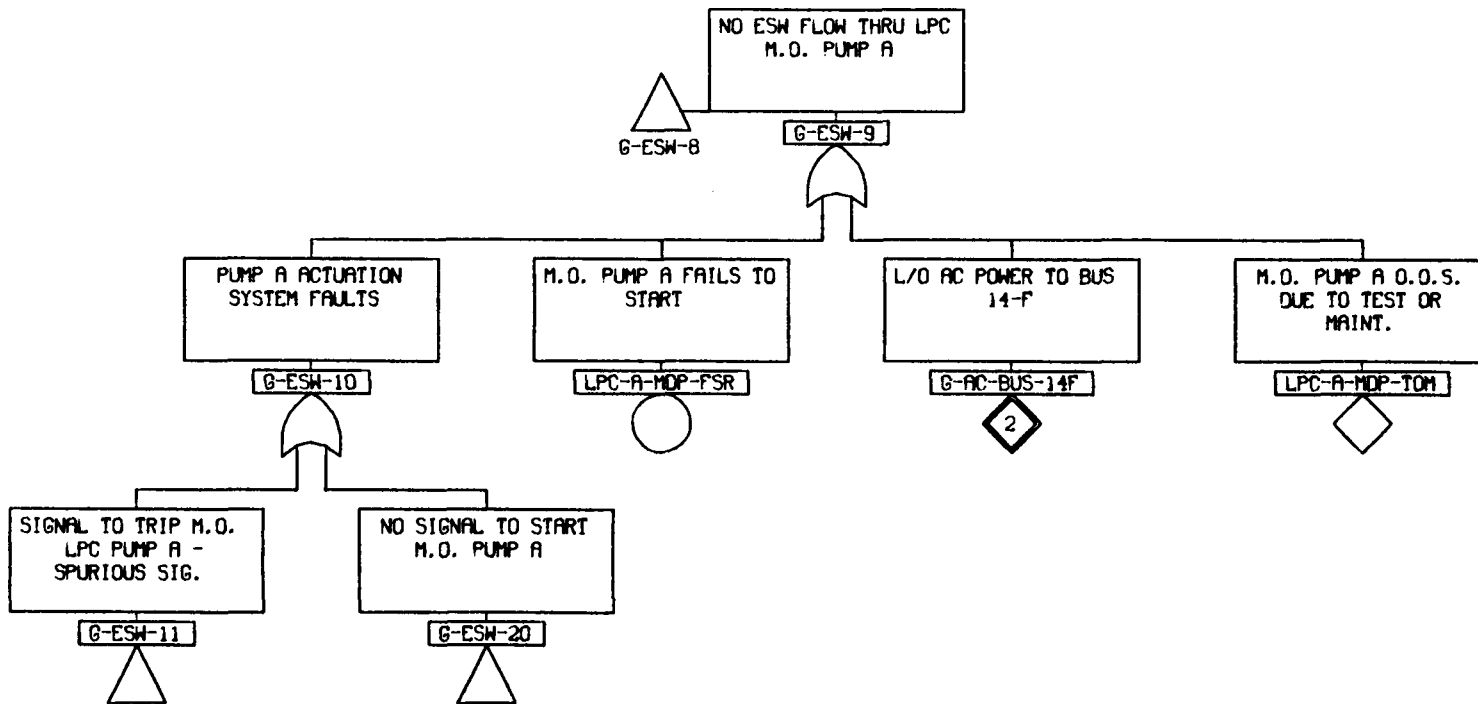 NO ESW FLOW THRU LPC
M.O. PUMP A
G-ESW-8
G-ESW-9
PUMP A ACTUATION
SYSTEM FAULTS
G-ESW-10
M.O. PUMP A FAILS TO
START
LPC-A-MDP-FSR
L/O AC POWER TO BUS
14-F
G-AC-BUS-14F
2
M.O. PUMP A O.O.S.
DUE TO TEST OR
MAINT.
LPC-A-MDP-TOM
SIGNAL TO TRIP M.O.
LPC PUMP A -
SPURIOUS SIG.
G-ESW-11
NO SIGNAL TO START
M.O. PUMP A
G-ESW-20